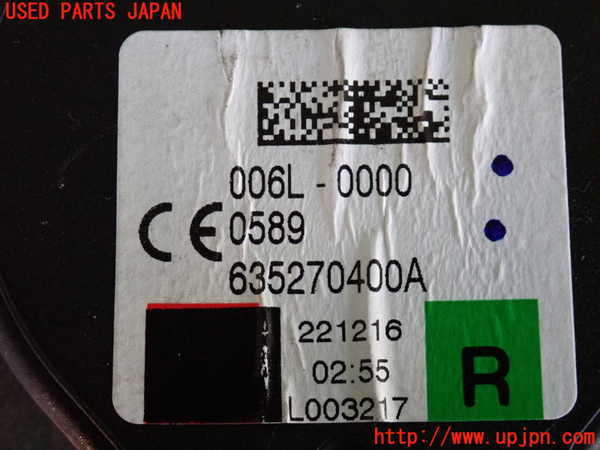 USED PARTS JAPAN
006L - 0000
CE 0589
635270400A
221216
02:55
L003217
R
http://www.upjpn.com